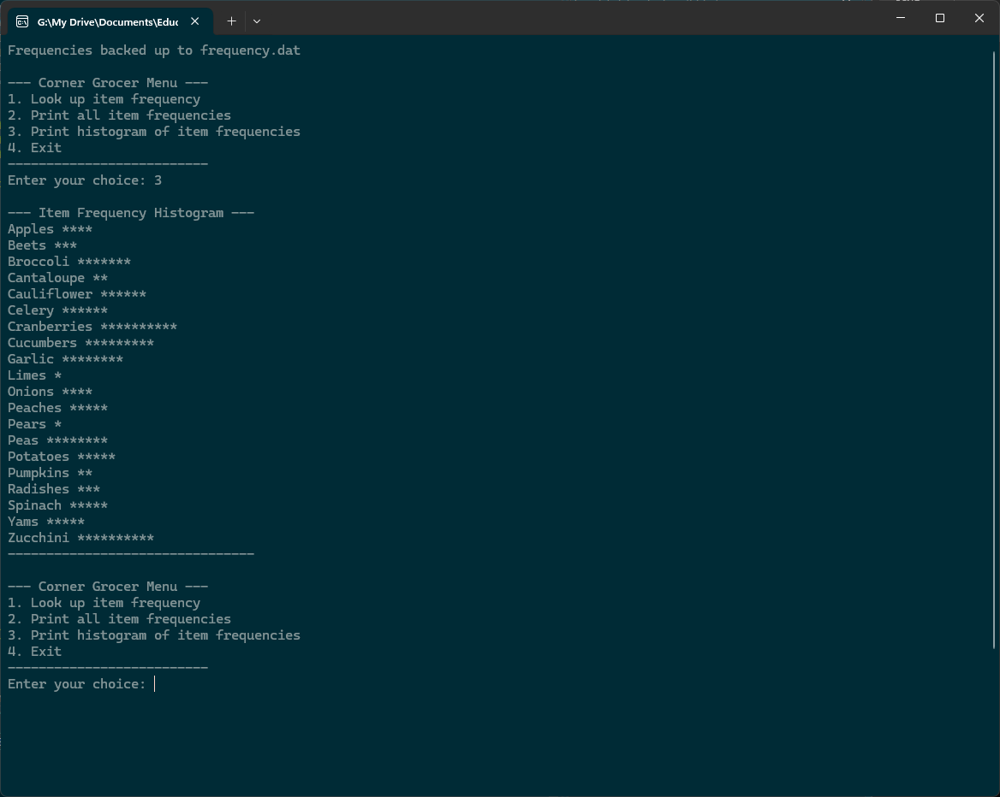 G:\My Drive\Documents\Educ
Frequencies backed up to frequency.dat
--- Corner Grocer Menu ---
1. Look up item frequency
2. Print all item frequencies
3. Print histogram of item frequencies
4. Exit
--------------------------
Enter your choice: 3
--- Item Frequency Histogram ---
Apples ****
Beets ***
Broccoli *******
Cantaloupe **
Cauliflower ******
Celery ******
Cranberries **********
Cucumbers *********
Garlic ********
Limes *
Onions ****
Peaches *****
Pears *
Peas ********
Potatoes *****
Pumpkins **
Radishes ***
Spinach *****
Yams *****
Zucchini **********
--------------------------------
--- Corner Grocer Menu ---
1. Look up item frequency
2. Print all item frequencies
3. Print histogram of item frequencies
4. Exit
--------------------------
Enter your choice: